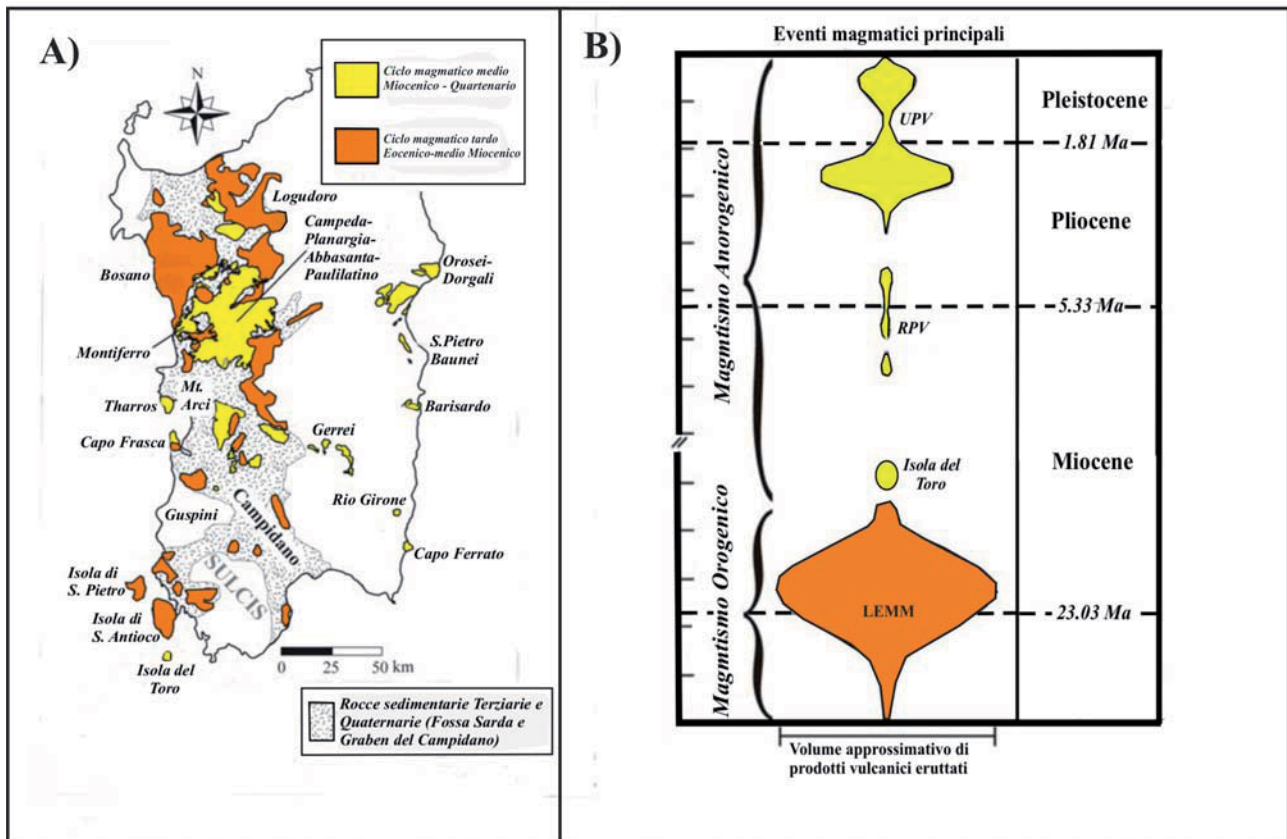 A)
N
Ciclo magmatico medio
Miocenico - Quartenario
Ciclo magmatico tardo
Eocenico-medio Miocenico
Logudoro
Campeda-
Planargia-
Abbasanta-
Paulilatino
Bosano
Orosei-
Dorgali
Montiferro
S.Pietro
Baunei
Mt.
Arci
Tharros
Barisardo
Capo Frasca
Gerrei
Rio Girone
Guspini
Campidano
Capo Ferrato
SULCIS
Isola di
S. Pietro
Isola di
S. Antioco
Isola del
Toro
0 25 50 km
Rocce sedimentarie Terziarie e
Quaternarie (Fossa Sarda e
Graben del Campidano)
B)
Eventi magmatici principali
Magmtismo Anorogenico
Magmtismo Orogenico
UPV
Pleistocene
1.81 Ma
Pliocene
5.33 Ma
RPV
Miocene
Isola del
Toro
LEMM
23.03 Ma
Volume approssimativo di
prodotti vulcanici eruttati